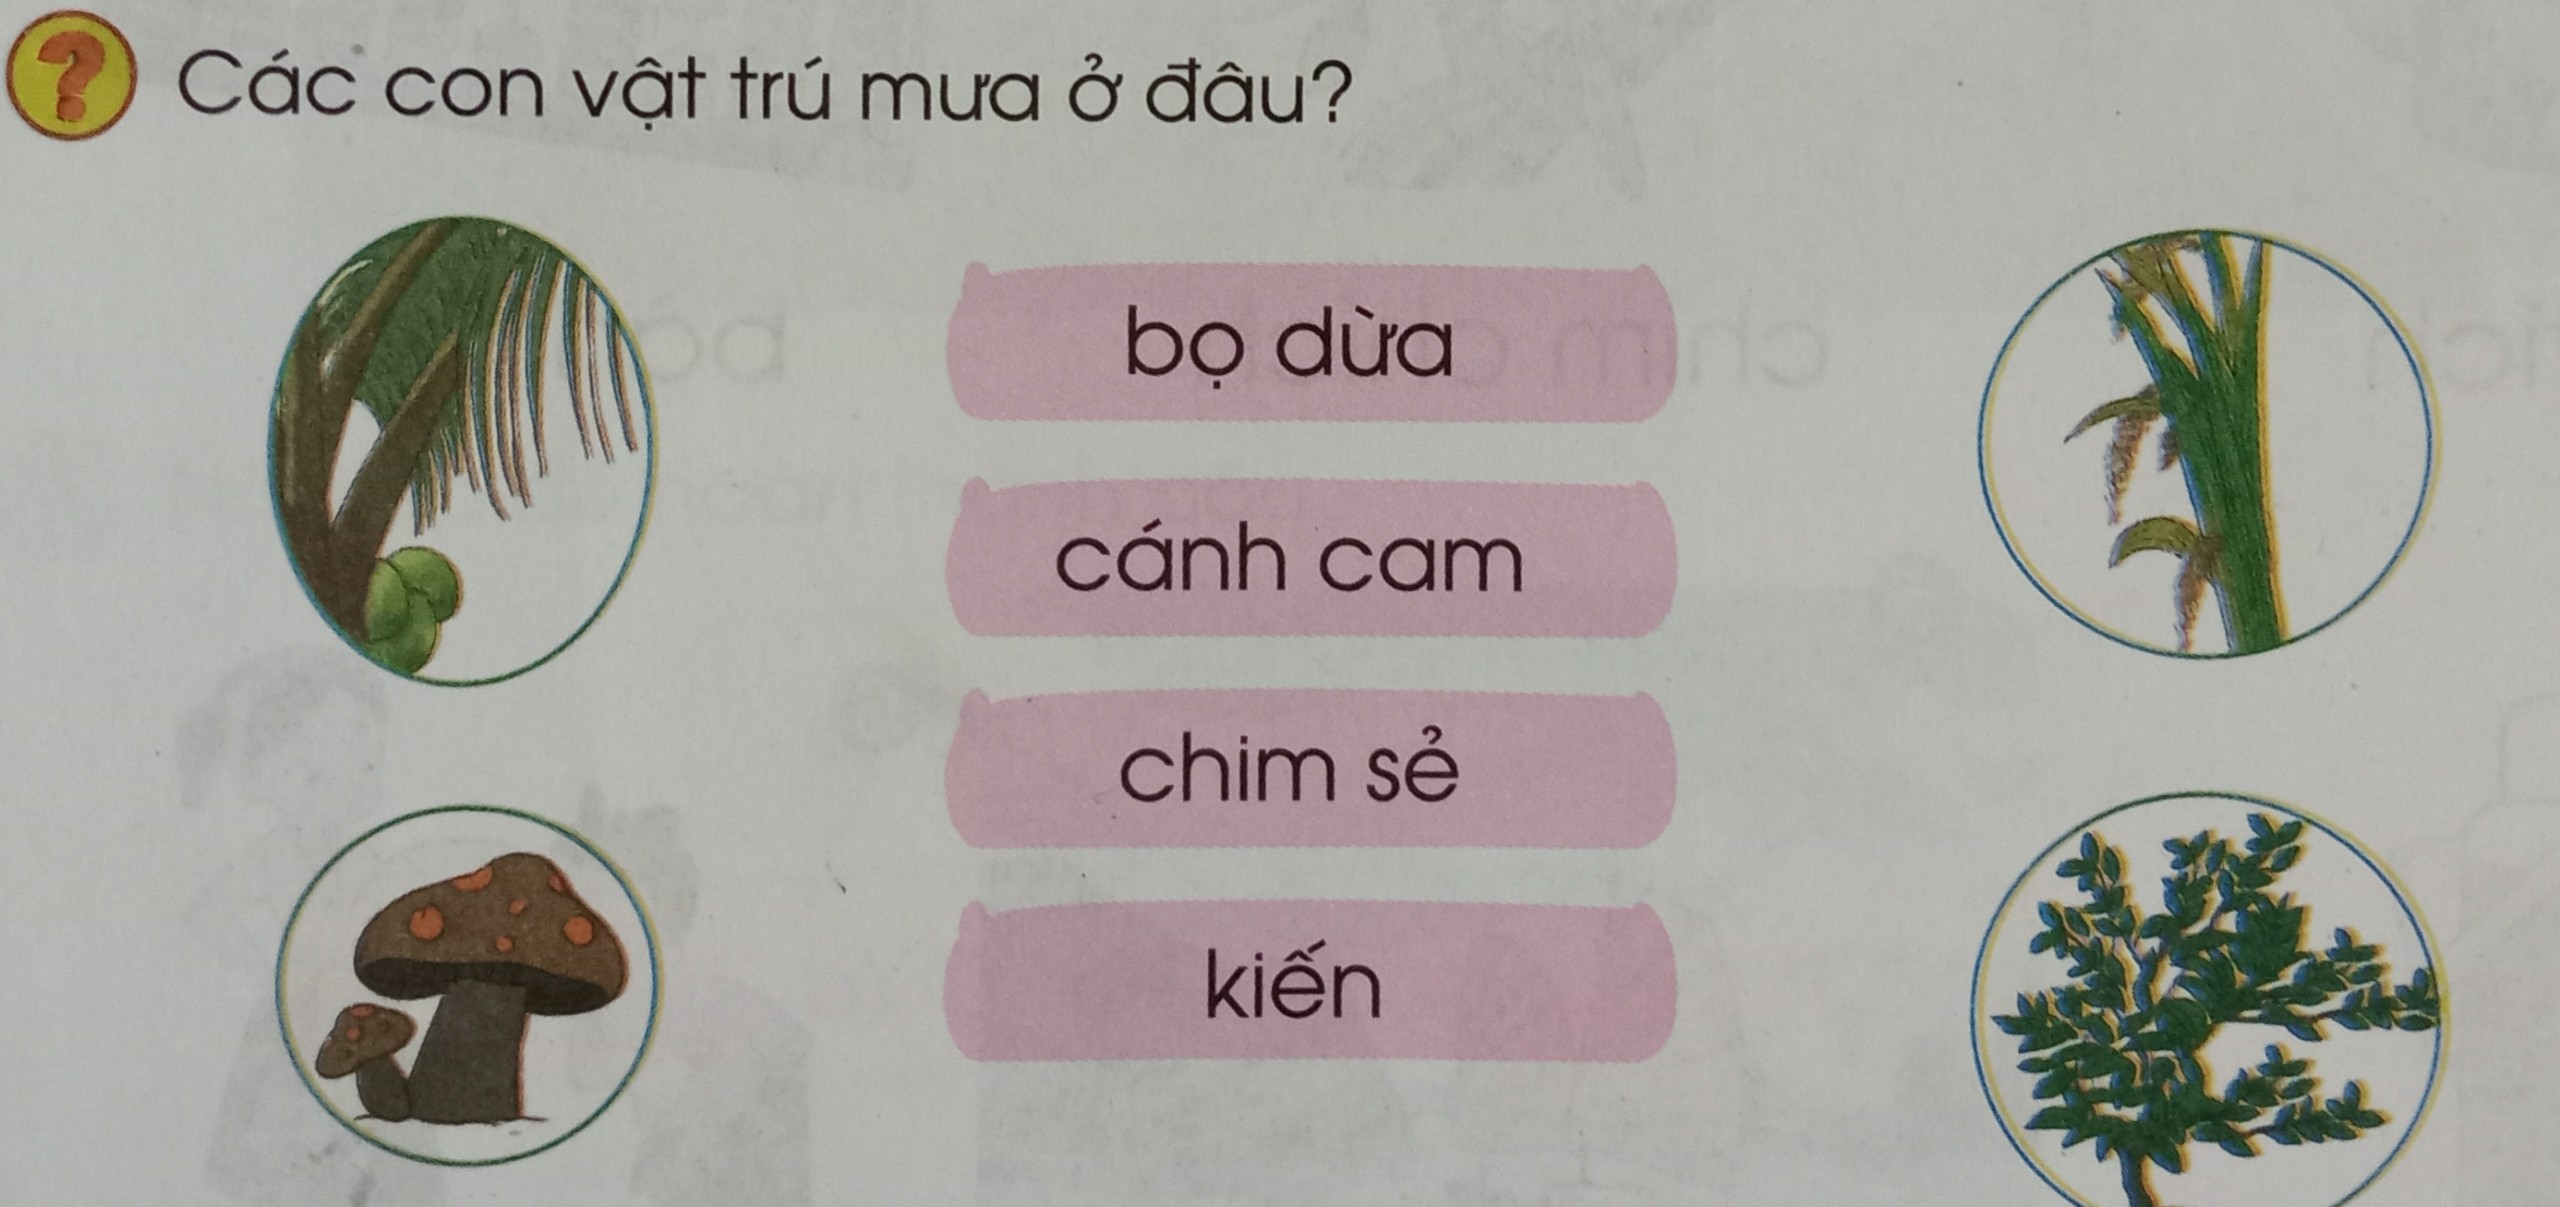 ? Các con vật trú mưa ở đâu?
bọ dừa
cánh cam
chim sẻ
kiến